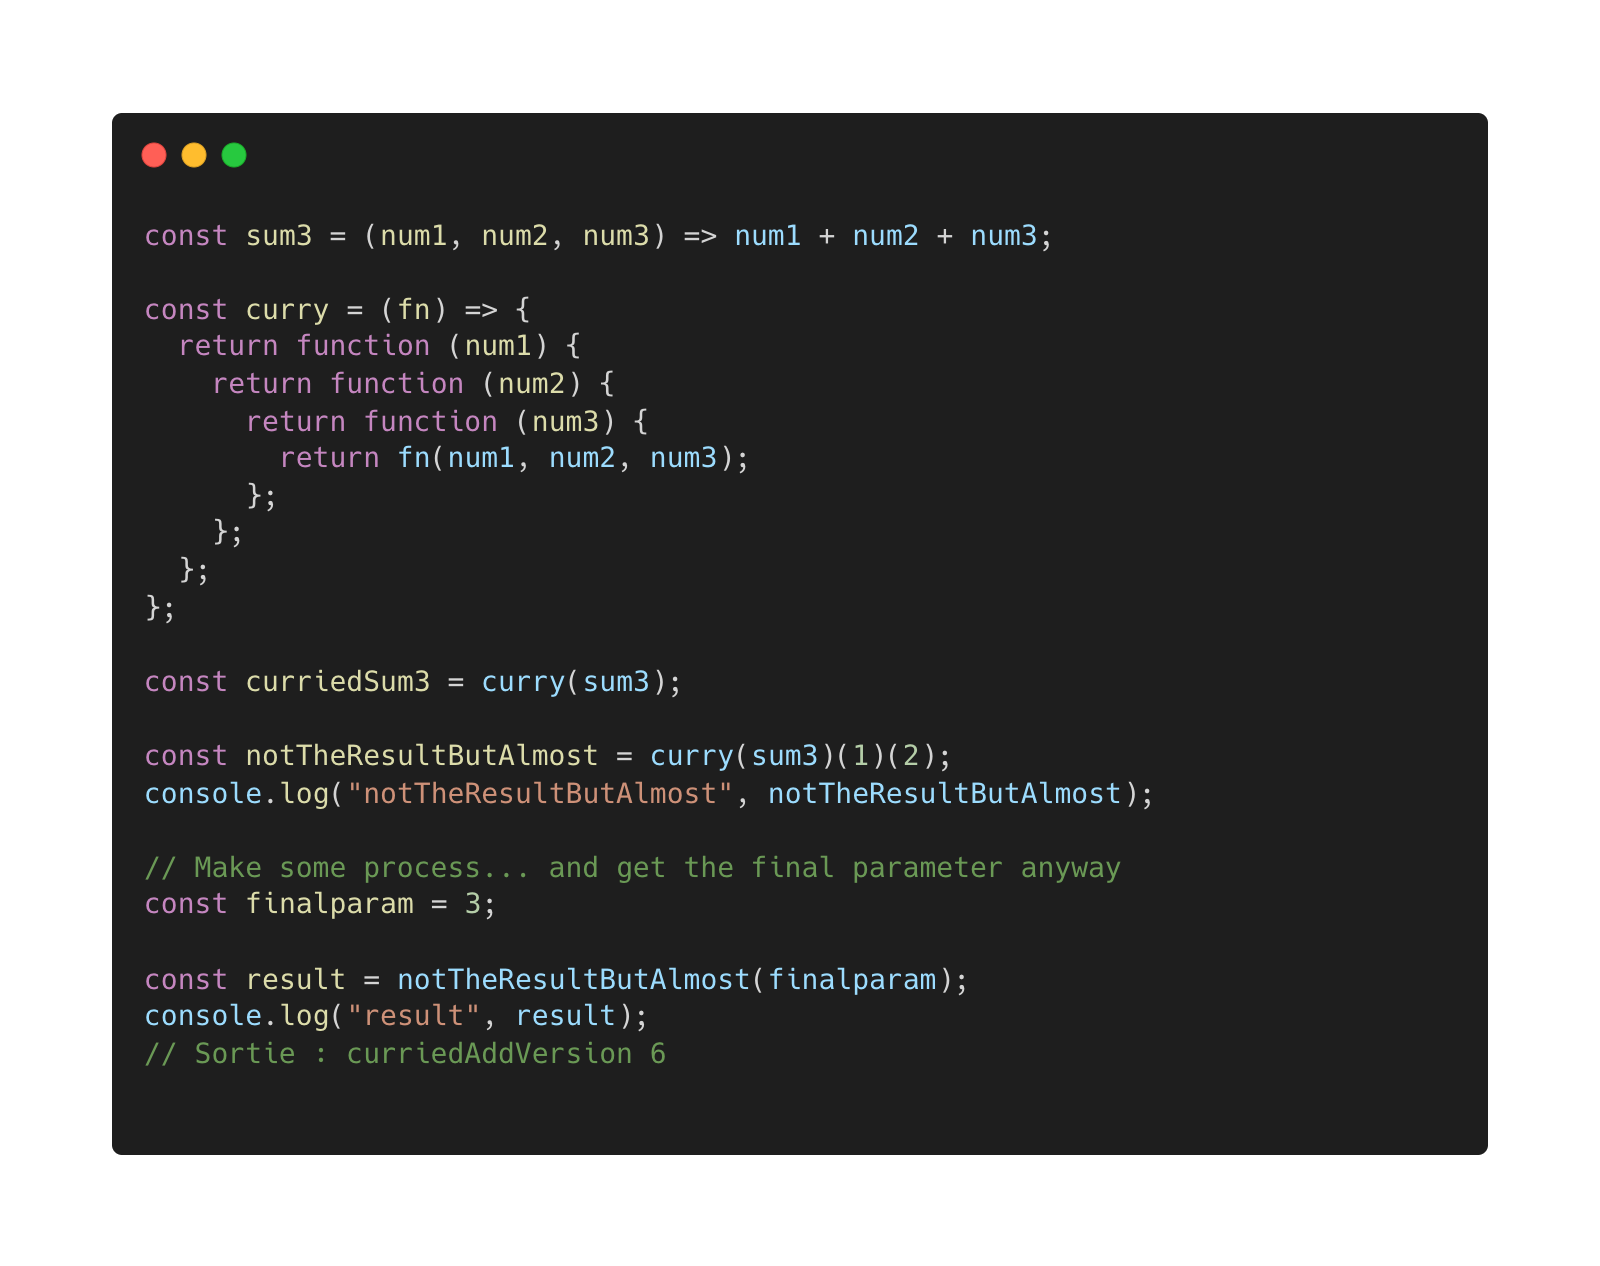 const sum3 = (num1, num2, num3) => num1 + num2 + num3;

const curry = (fn) => {
  return function (num1) {
    return function (num2) {
      return function (num3) {
        return fn(num1, num2, num3);
      };
    };
  };
};

const curriedSum3 = curry(sum3);

const notTheResultButAlmost = curry(sum3)(1)(2);
console.log("notTheResultButAlmost", notTheResultButAlmost);

// Make some process... and get the final parameter anyway
const finalparam = 3;

const result = notTheResultButAlmost(finalparam);
console.log("result", result);
// Sortie : curriedAddVersion 6